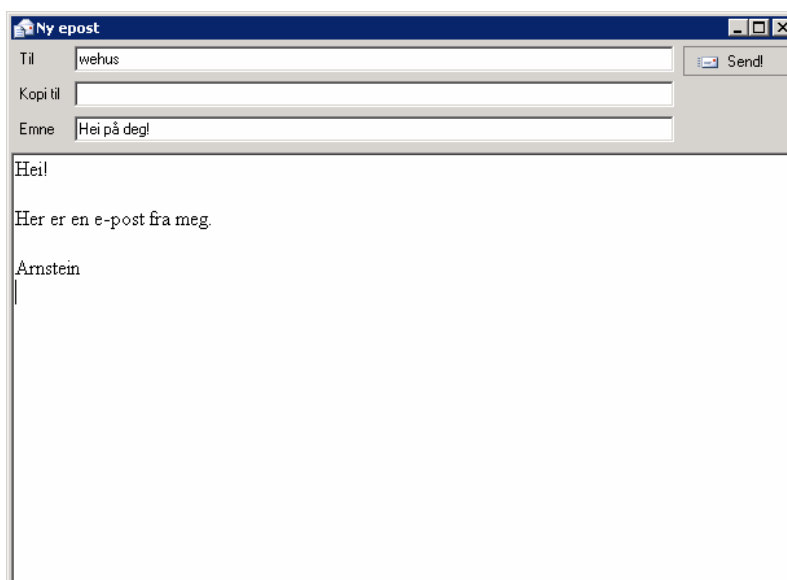 Ny epost
Til wehus
Send!
Kopi til
Emne Hei på deg!
Hei!
Her er en e-post fra meg.
Arnstein